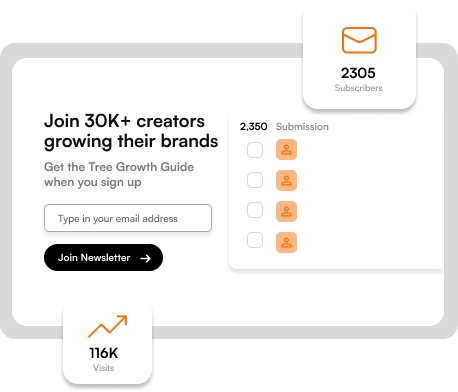 2305
Subscribers
Join 30K+ creators
growing their brands
Get the Tree Growth Guide
when you sign up
Type in your email address
Join Newsletter
2,350 Submission
116K
Visits